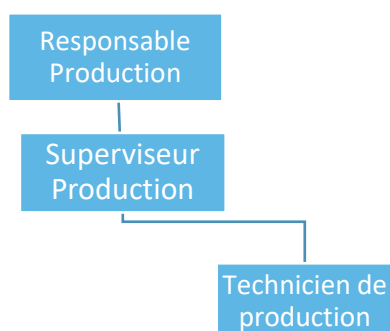 Responsable
Production
Superviseur
Production
Technicien de
production